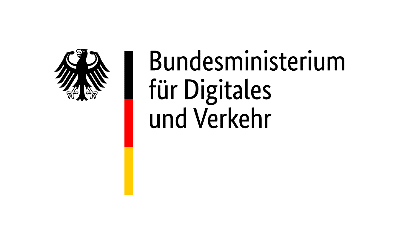 Bundesministerium
für Digitales
und Verkehr